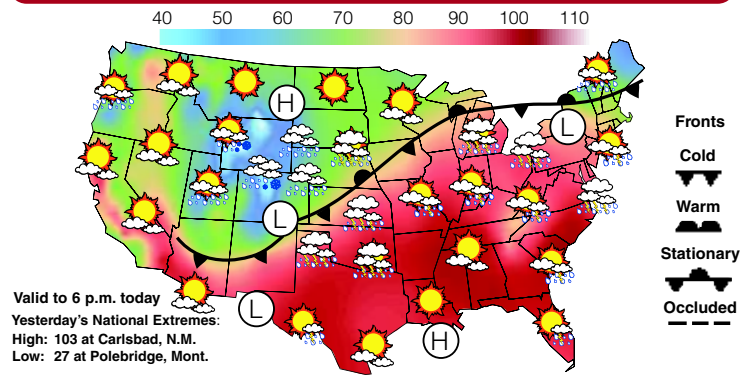 40 50 60 70 80 90 100 110
H
L
L
L
H
Fronts
Cold
Warm
Stationary
Occluded
Valid to 6 p.m. today
Yesterday's National Extremes:
High: 103 at Carlsbad, N.M.
Low: 27 at Polebridge, Mont.